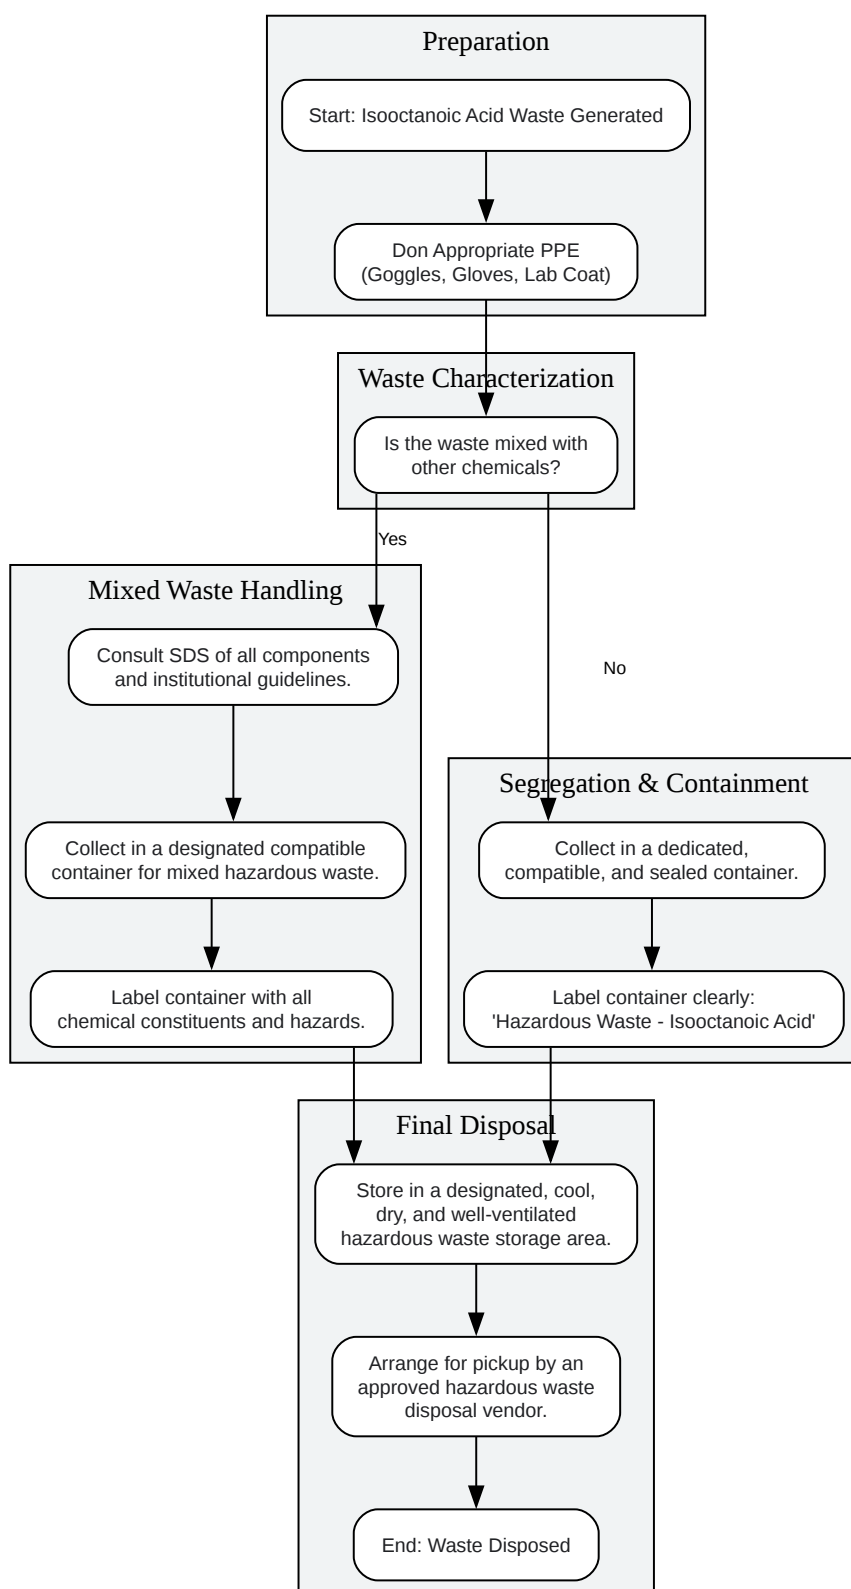 Preparation
Start: Isooctanoic Acid Waste Generated
Don Appropriate PPE
(Goggles, Gloves, Lab Coat)
Waste Characterization
Is the waste mixed with
other chemicals?
Yes
No
Mixed Waste Handling
Consult SDS of all components
and institutional guidelines.
Collect in a designated compatible
container for mixed hazardous waste.
Label container with all
chemical constituents and hazards.
Segregation & Containment
Collect in a dedicated,
compatible, and sealed container.
Label container clearly:
'Hazardous Waste - Isooctanoic Acid'
Final Disposal
Store in a designated, cool,
dry, and well-ventilated
hazardous waste storage area.
Arrange for pickup by an
approved hazardous waste
disposal vendor.
End: Waste Disposed